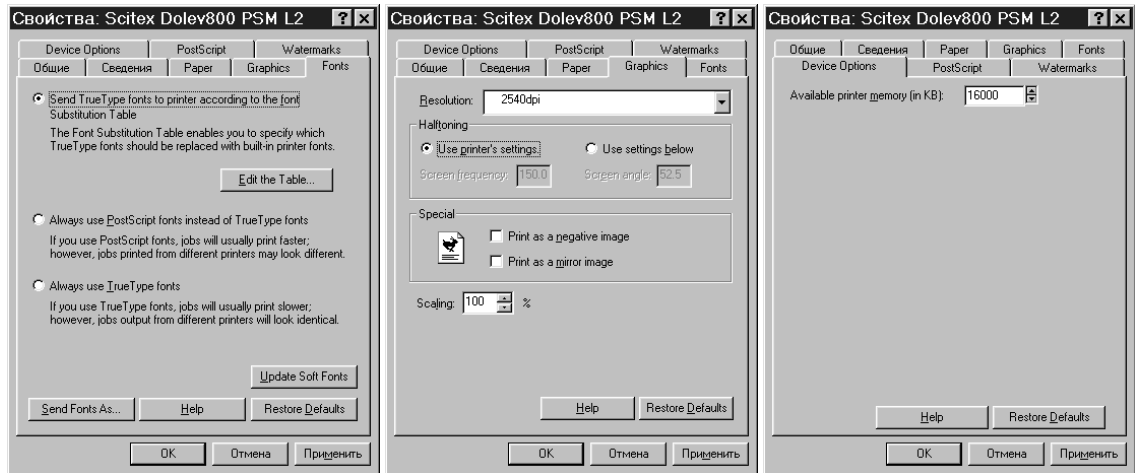 Свойства: Scitex Dolev800 PSM L2
Device Options PostScript Watermarks
Общие Сведения Paper Graphics Fonts
Send TrueType fonts to printer according to the font
Substitution Table
The Font Substitution Table enables you to specify which
TrueType fonts should be replaced with built-in printer fonts.
Edit the Table...
Always use PostScript fonts instead of TrueType fonts
If you use PostScript fonts, jobs will usually print faster;
however, jobs printed from different printers may look different.
Always use TrueType fonts
If you use TrueType fonts, jobs will usually print slower;
however, jobs output from different printers will look identical.
Update Soft Fonts
Send Fonts As... Help Restore Defaults
OK Отмена Применить
Свойства: Scitex Dolev800 PSM L2
Device Options PostScript Watermarks
Общие Сведения Paper Graphics Fonts
Resolution: 2540dpi
Halftoning
Use printer's settings. Use settings below
Screen frequency: 150.0 Screen angle: 52.5
Special
Print as a negative image
Print as a mirror image
Scaling: 100 %
Help Restore Defaults
OK Отмена Применить
Свойства: Scitex Dolev800 PSM L2
Общие Сведения Paper Graphics Fonts
Device Options PostScript Watermarks
Available printer memory (in KB): 16000
Help Restore Defaults
OK Отмена Применить